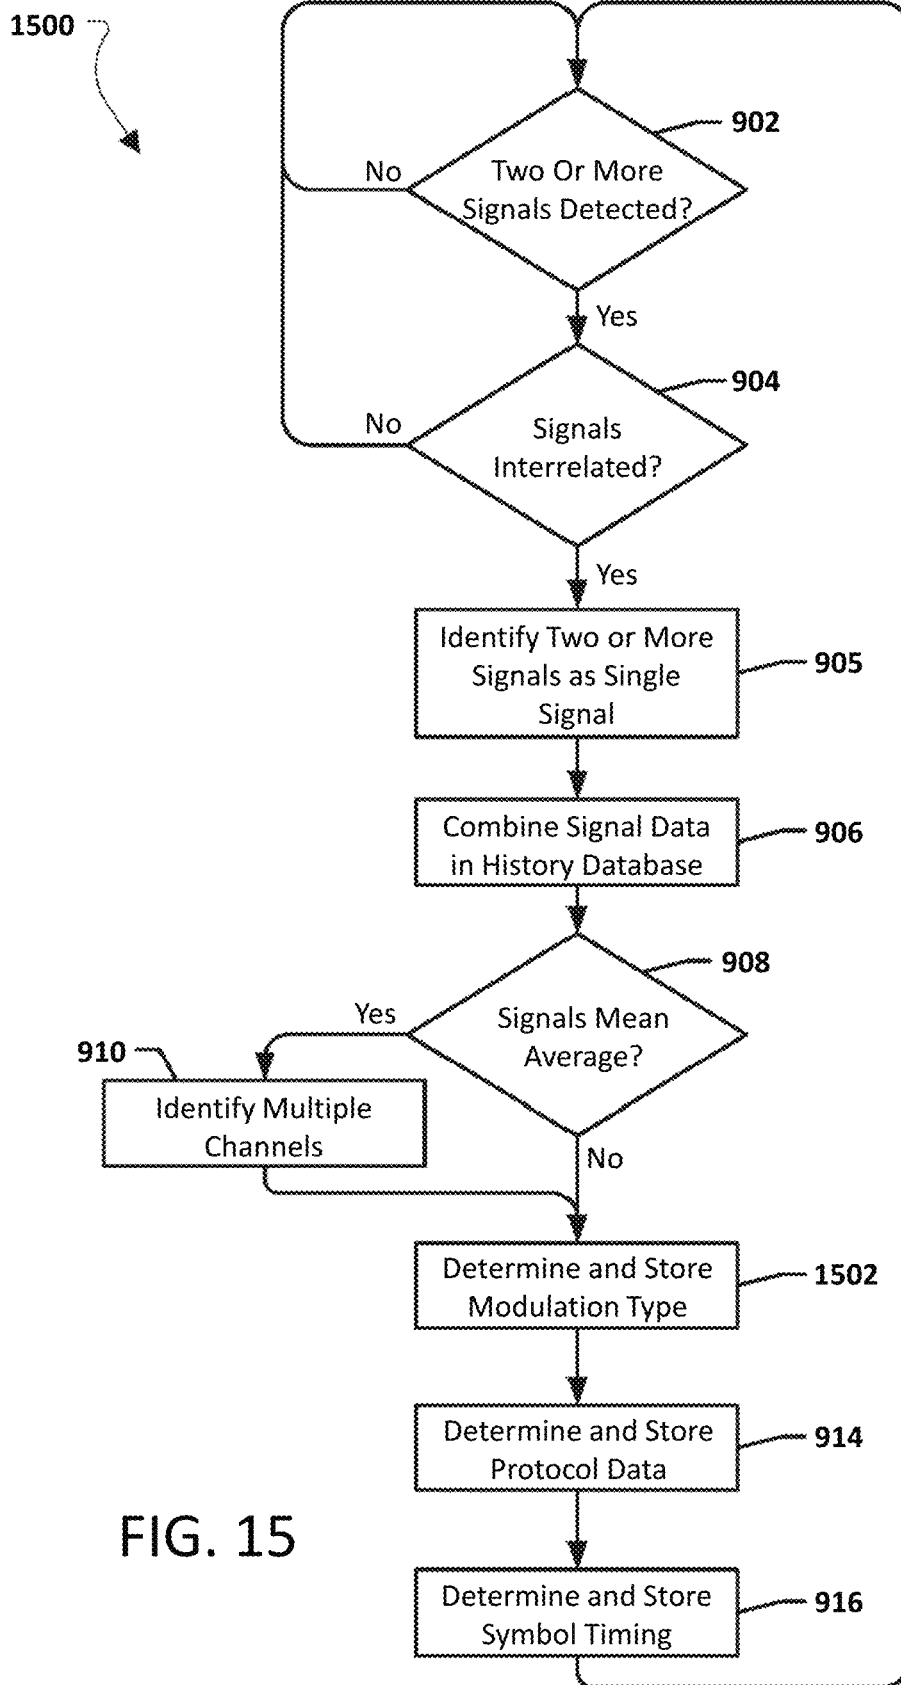 1500
902
Two Or More
Signals Detected?
No
Yes
904
Signals
Interrelated?
No
Yes
Identify Two or More
Signals as Single
Signal
905
Combine Signal Data
in History Database
906
908
Signals Mean
Average?
Yes
910
Identify Multiple
Channels
No
Determine and Store
Modulation Type
1502
Determine and Store
Protocol Data
914
FIG. 15
Determine and Store
Symbol Timing
916